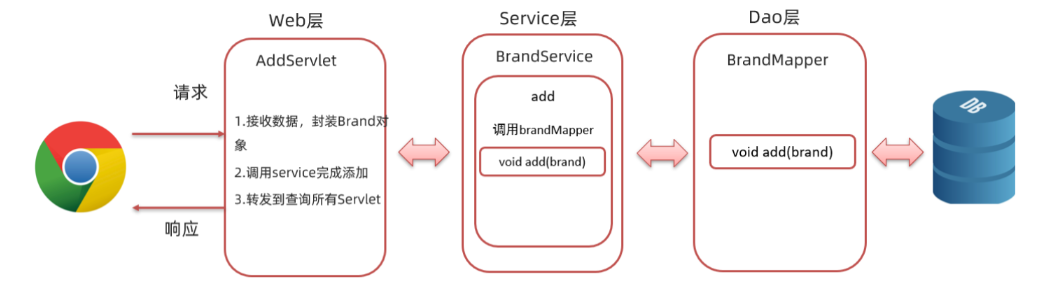 Web层
Service层
Dao层
AddServlet
BrandService
BrandMapper
请求
add
1.接收数据，封装Brand对
象
调用brandMapper
void add(brand)
void add(brand)
2.调用service完成添加
3.转发到查询所有Servlet
响应
DB